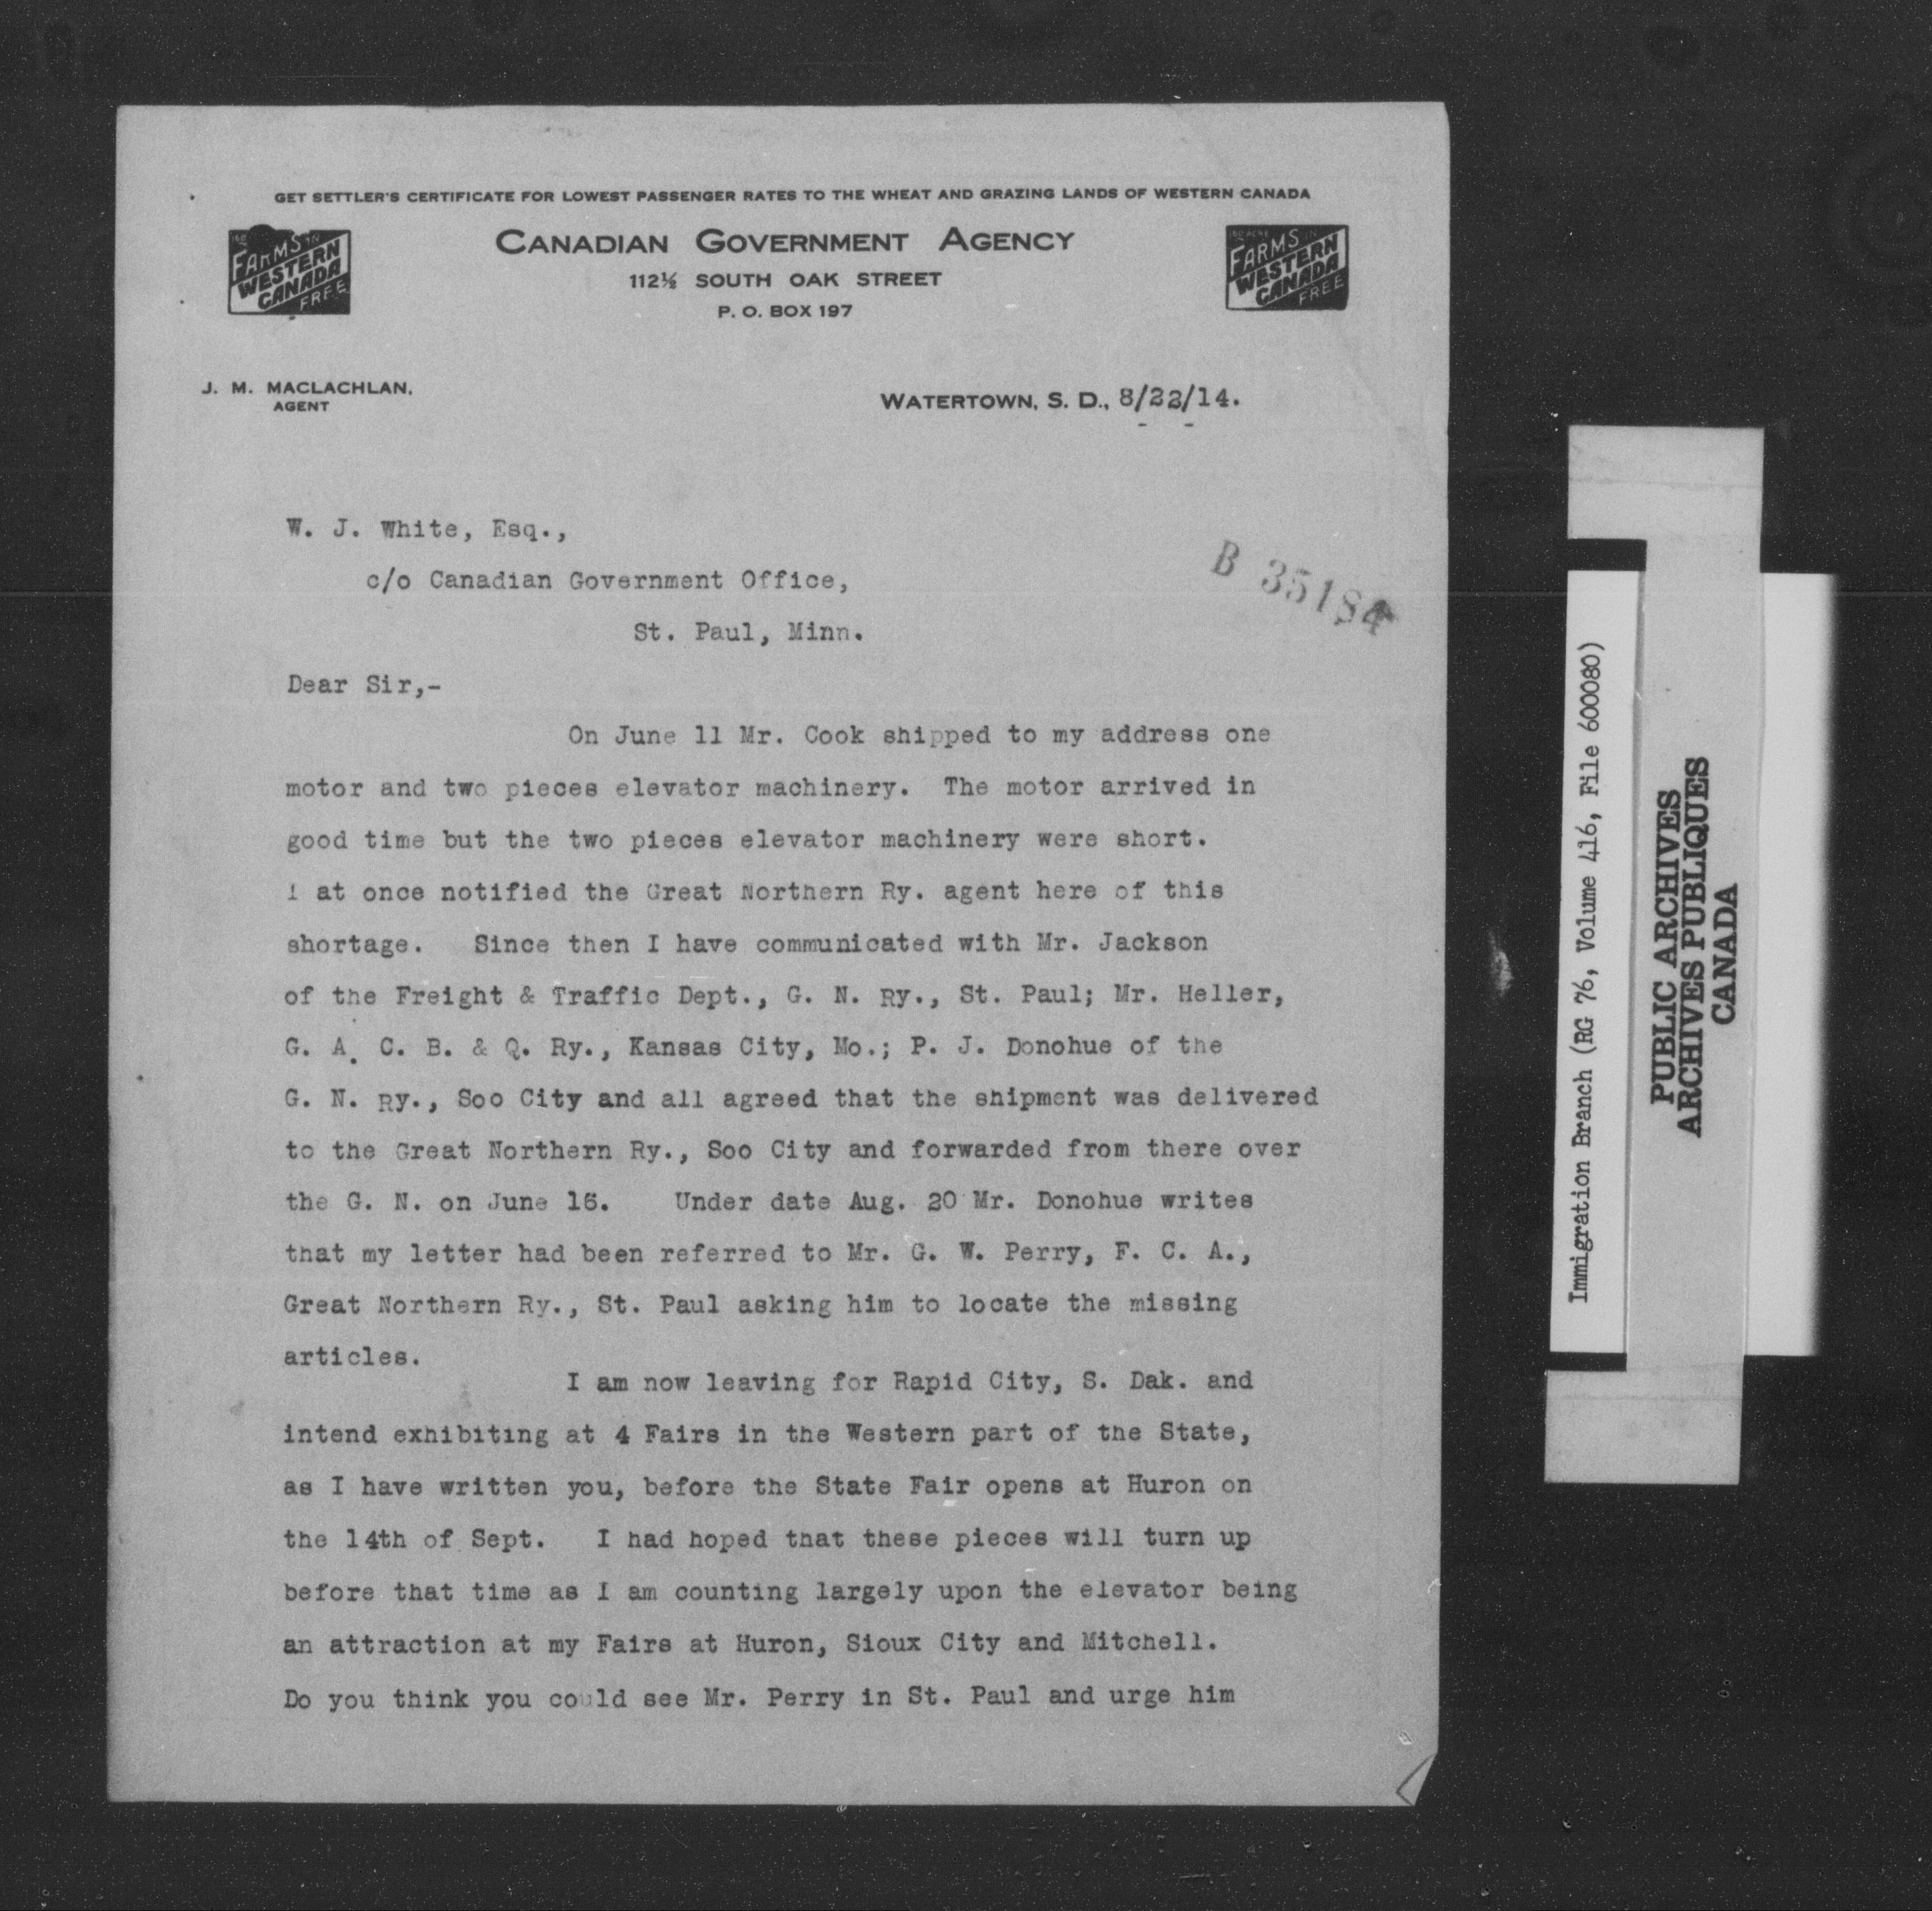 GET SETTLER'S CERTIFICATE FOR LOWEST PASSENGER RATES TO THE WHEAT AND GRAZING LANDS OF WESTERN CANADA
FARMS IN
WESTERN
CANADA
FREE
CANADIAN GOVERNMENT AGENCY
112½ SOUTH OAK STREET
P. O. BOX 197
FARMS IN
WESTERN
CANADA
FREE
J. M. MACLACHLAN,
AGENT
WATERTOWN, S. D., 8/22/14.
W. J. White, Esq.,
c/o Canadian Government Office,
St. Paul, Minn.
B 35184
Dear Sir,-
On June 11 Mr. Cook shipped to my address one
motor and two pieces elevator machinery. The motor arrived in
good time but the two pieces elevator machinery were short.
I at once notified the Great Northern Ry. agent here of this
shortage. Since then I have communicated with Mr. Jackson
of the Freight & Traffic Dept., G. N. Ry., St. Paul; Mr. Heller,
G. A. C. B. & Q. Ry., Kansas City, Mo.; P. J. Donohue of the
G. N. Ry., Soo City and all agreed that the shipment was delivered
to the Great Northern Ry., Soo City and forwarded from there over
the G. N. on June 16. Under date Aug. 20 Mr. Donohue writes
that my letter had been referred to Mr. G. W. Perry, F. C. A.,
Great Northern Ry., St. Paul asking him to locate the missing
articles.
I am now leaving for Rapid City, S. Dak. and
intend exhibiting at 4 Fairs in the Western part of the State,
as I have written you, before the State Fair opens at Huron on
the 14th of Sept. I had hoped that these pieces will turn up
before that time as I am counting largely upon the elevator being
an attraction at my Fairs at Huron, Sioux City and Mitchell.
Do you think you could see Mr. Perry in St. Paul and urge him
Immigration Branch (RG 76, Volume 416, File 600080)
PUBLIC ARCHIVES
ARCHIVES PUBLIQUES
CANADA